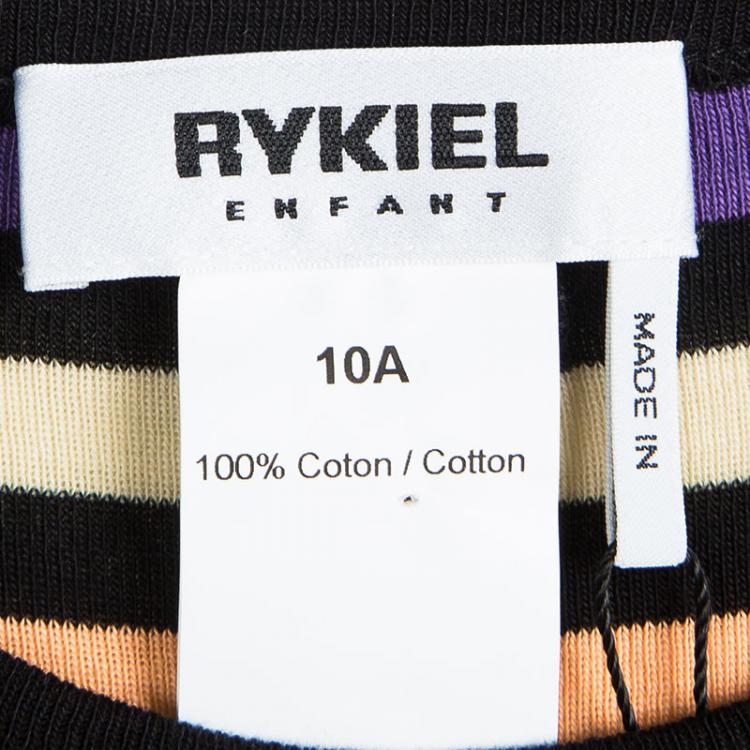 RYKIEL
ENFANT
10A
100% Coton / Cotton
MADE IN